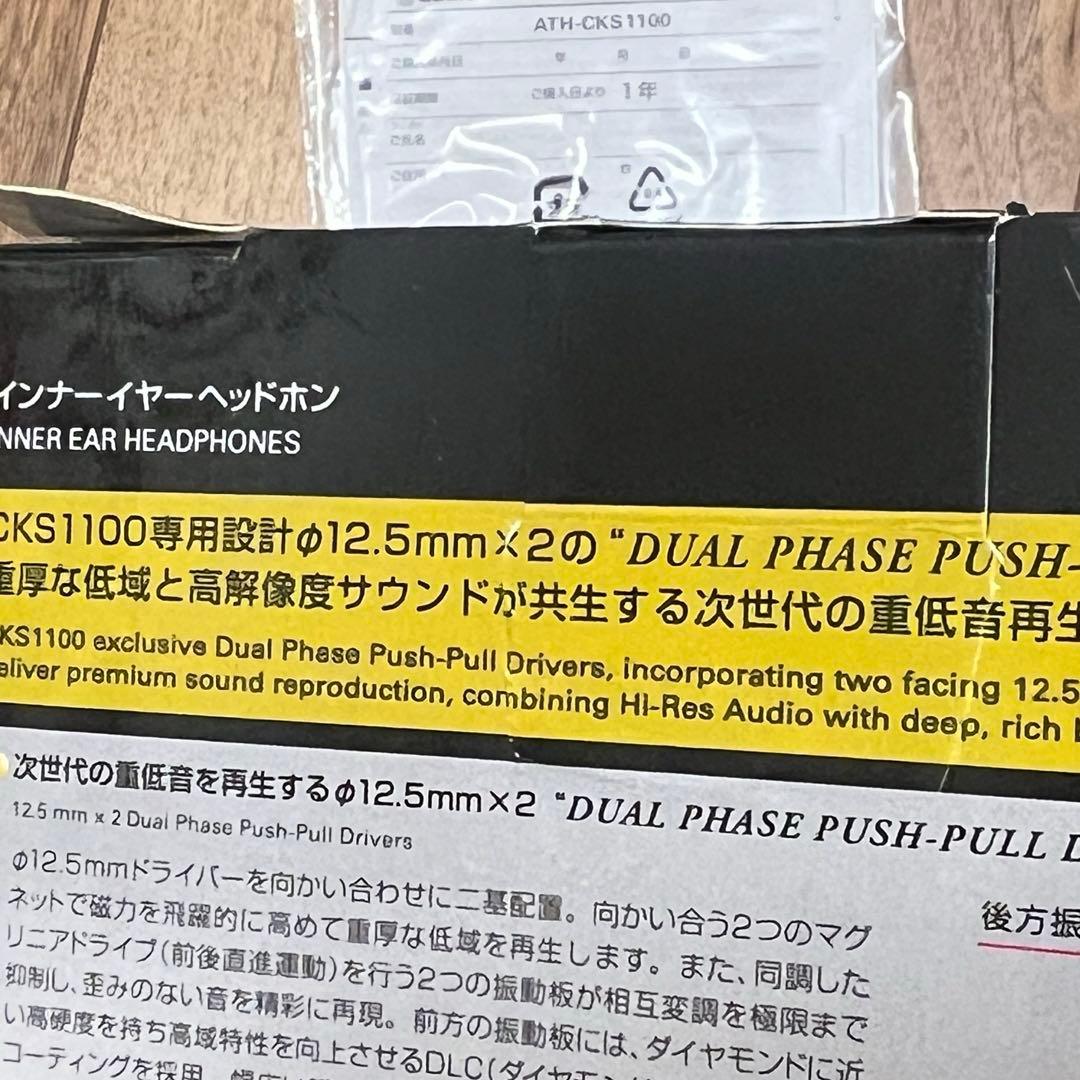 ATH-CKS1100
年 月 日
ご購入日より 1年
ご氏名
ご住所
インナーイヤーヘッドホン
NNER EAR HEADPHONES
CKS1100専用設計φ12.5mm×2の“DUAL PHASE PUSH-
重厚な低域と高解像度サウンドが共生する次世代の重低音再生
KS1100 exclusive Dual Phase Push-Pull Drivers, incorporating two facing 12.5
eliver premium sound reproduction, combining Hi-Res Audio with deep, rich
次世代の重低音を再生するφ12.5mm×2 “DUAL PHASE PUSH-PULL D
12.5 mm x 2 Dual Phase Push-Pull Drivers
φ12.5mmドライバーを向かい合わせに二基配置。向かい合う2つのマグ
ネットで磁力を飛躍的に高めて重厚な低域を再生します。また、同調した
リニアドライブ(前後直進運動)を行う2つの振動板が相互変調を極限まで
抑制し、歪みのない音を精彩に再現。前方の振動板には、ダイヤモンドに近
い高硬度を持ち高域特性を向上させるDLC(ダイヤモン
コーティングを採用
後方振